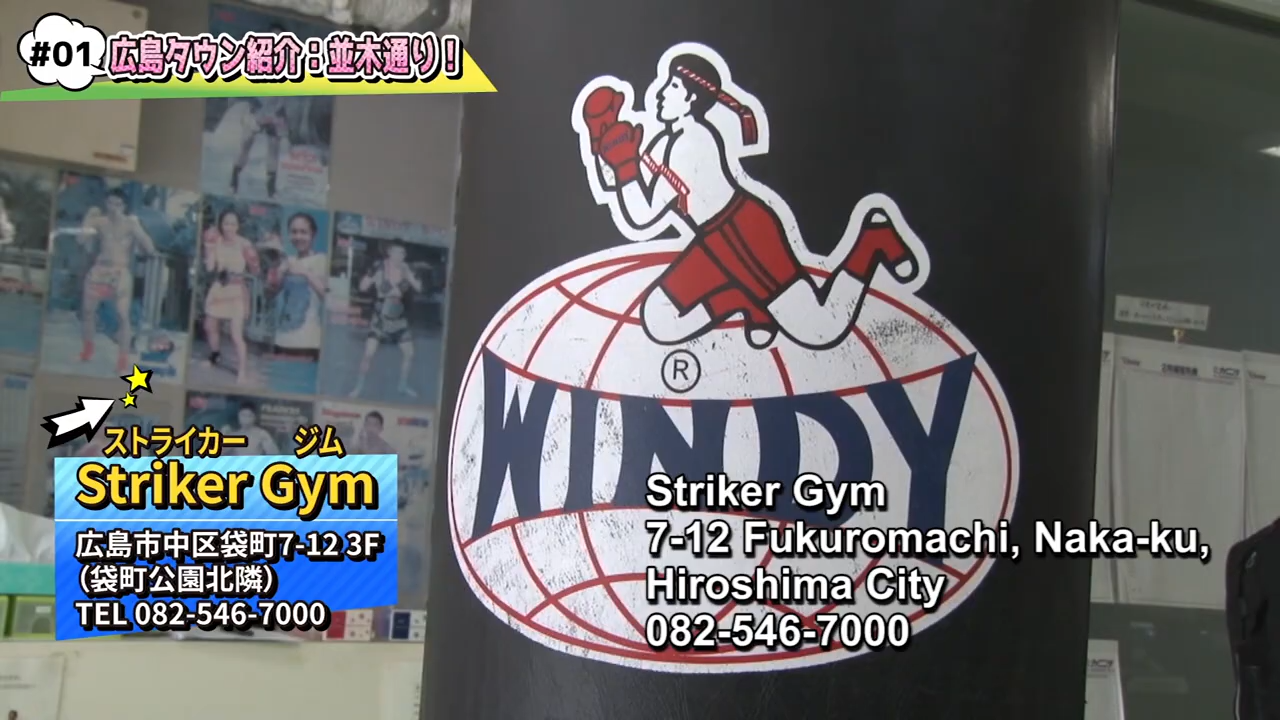 #01 広島タウン紹介:並木通り!
WINDY
®
ストライカー ジム
Striker Gym
広島市中区袋町7-12 3F
(袋町公園北隣)
TEL 082-546-7000
Striker Gym
7-12 Fukuromachi, Naka-ku,
Hiroshima City
082-546-7000